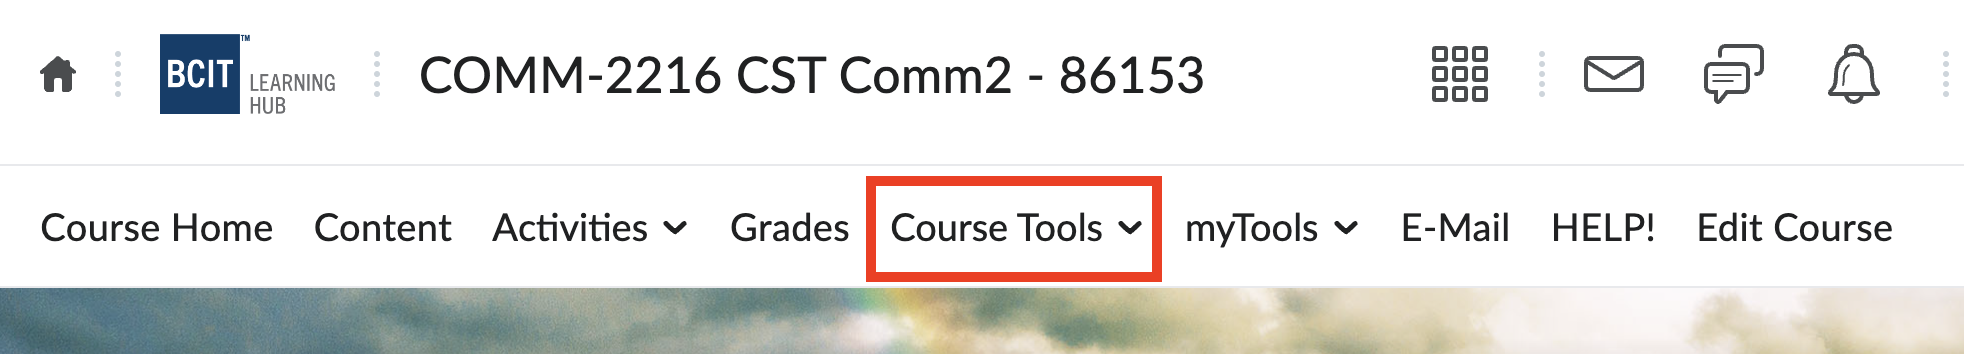 BCIT™
LEARNING
HUB
COMM-2216 CST Comm2 - 86153
Course Home Content Activities Grades Course Tools myTools E-Mail HELP! Edit Course